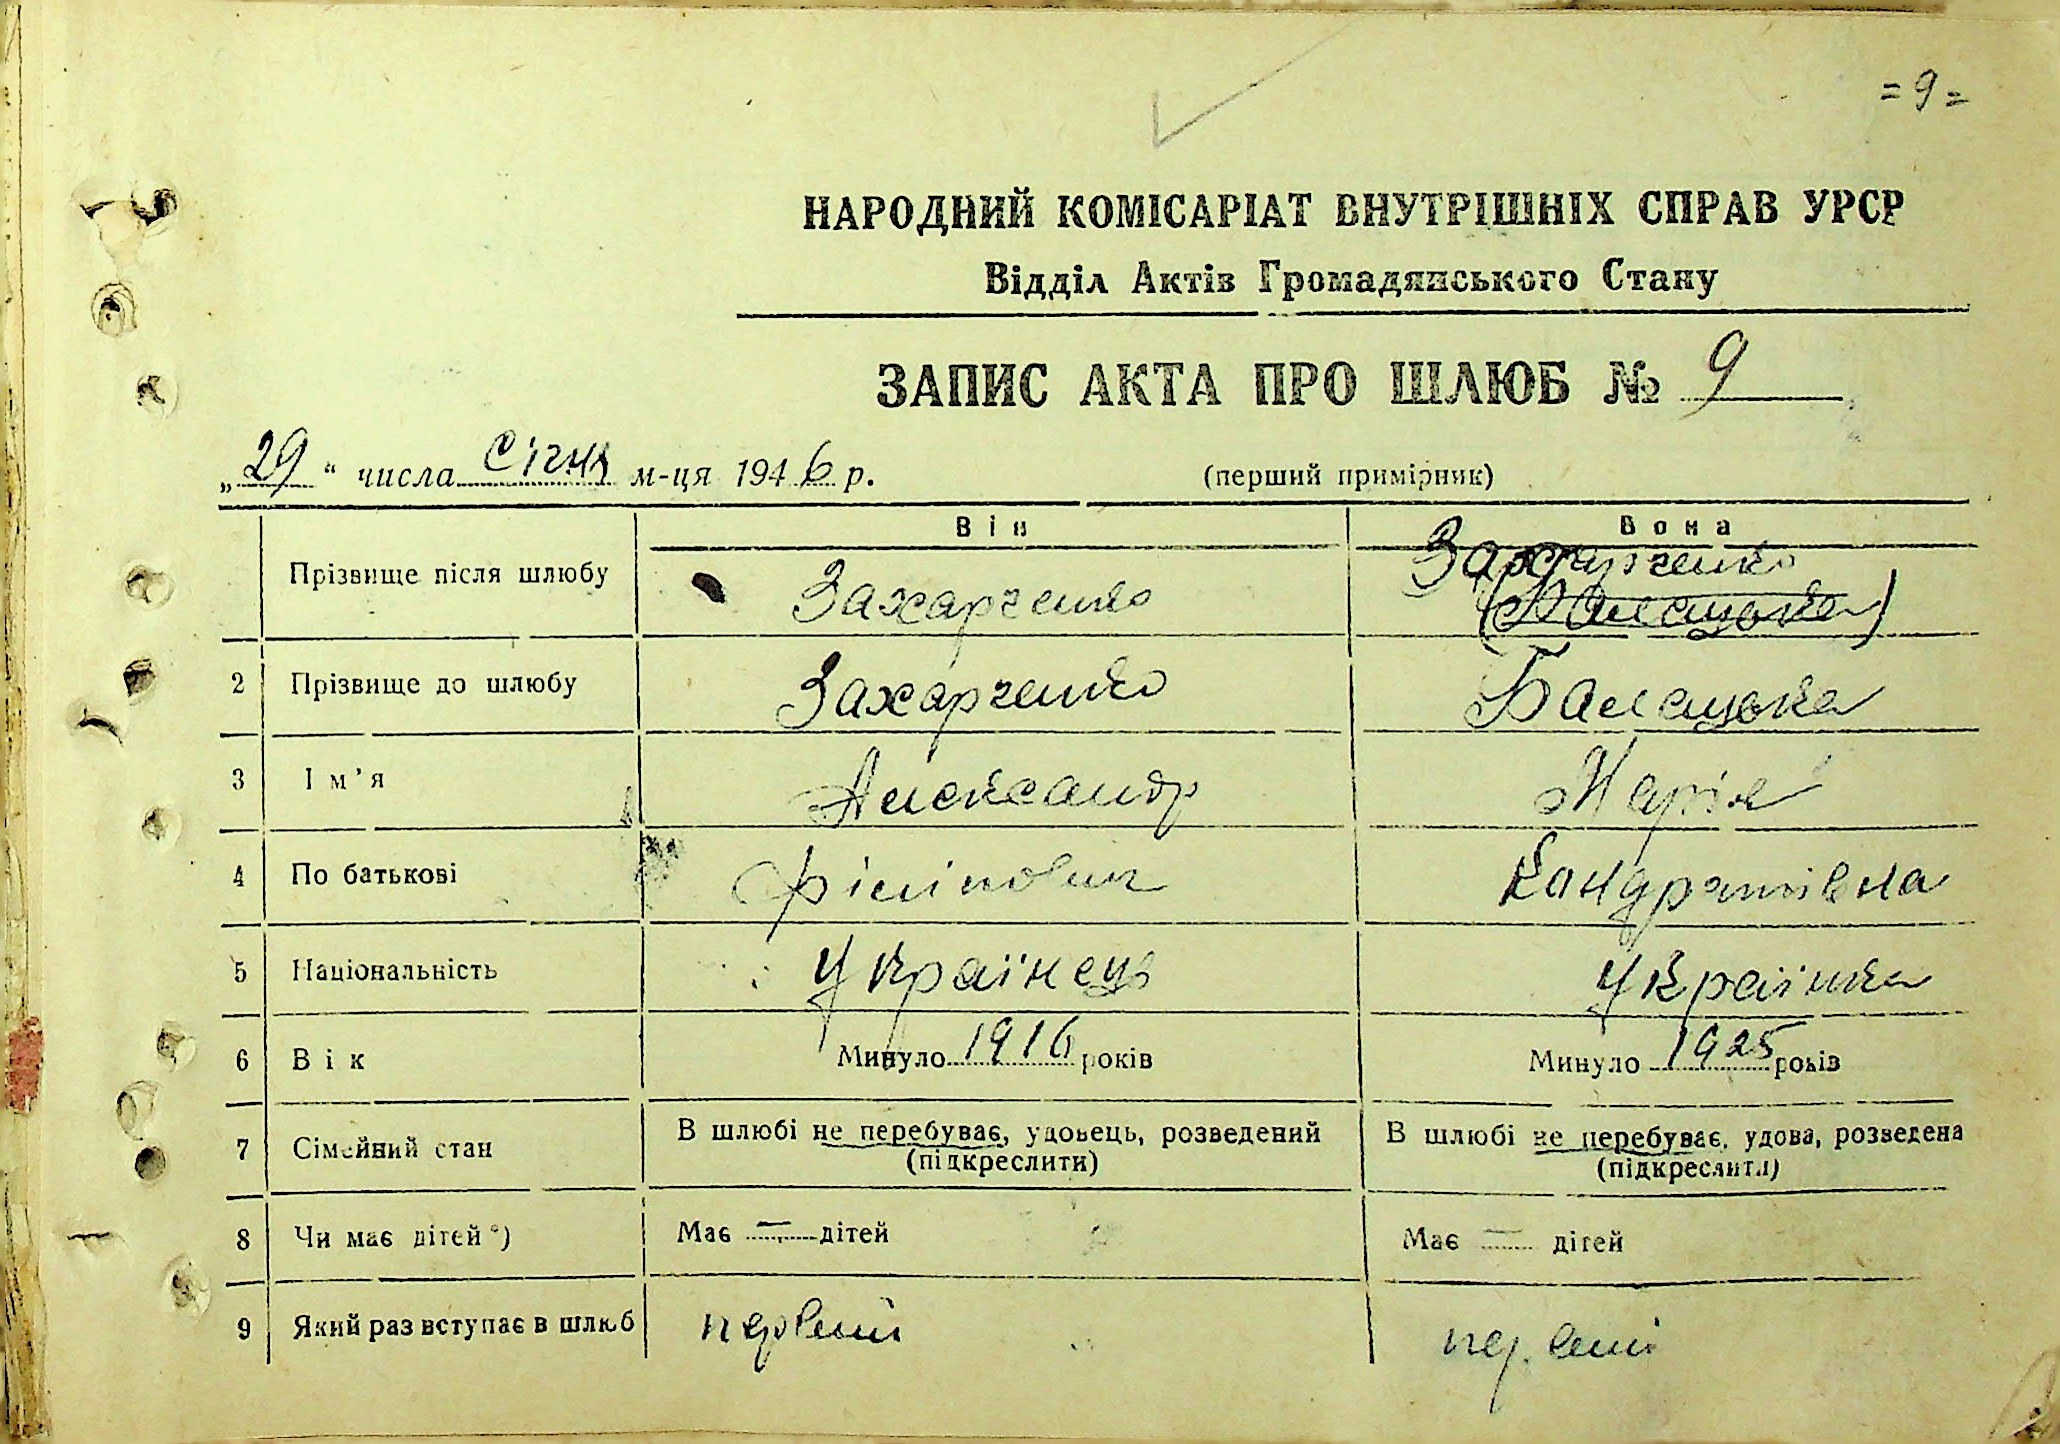 = 9 =
НАРОДНИЙ КОМІСАРІАТ ВНУТРІШНІХ СПРАВ УРСР
Відділ Актів Громадянського Стану
ЗАПИС АКТА ПРО ШЛЮБ № 9
„29“ числа Січня м-ця 1946 р. (перший примірник)
Він Вона
Прізвище після шлюбу Захарченко Захарченко
2 Прізвище до шлюбу Захарченко
3 Ім’я Александр Марія
4 По батькові Філіпович Кондратівна
5 Національність Українець Українка
6 Вік Минуло 1916 років Минуло 1925 років
7 Сімейний стан В шлюбі не перебуває, удовець, розведений В шлюбі не перебуває, удова, розведена
(підкреслити) (підкреслити)
8 Чи має дітей*) Має — дітей Має — дітей
9 Який раз вступає в шлюб первий первий